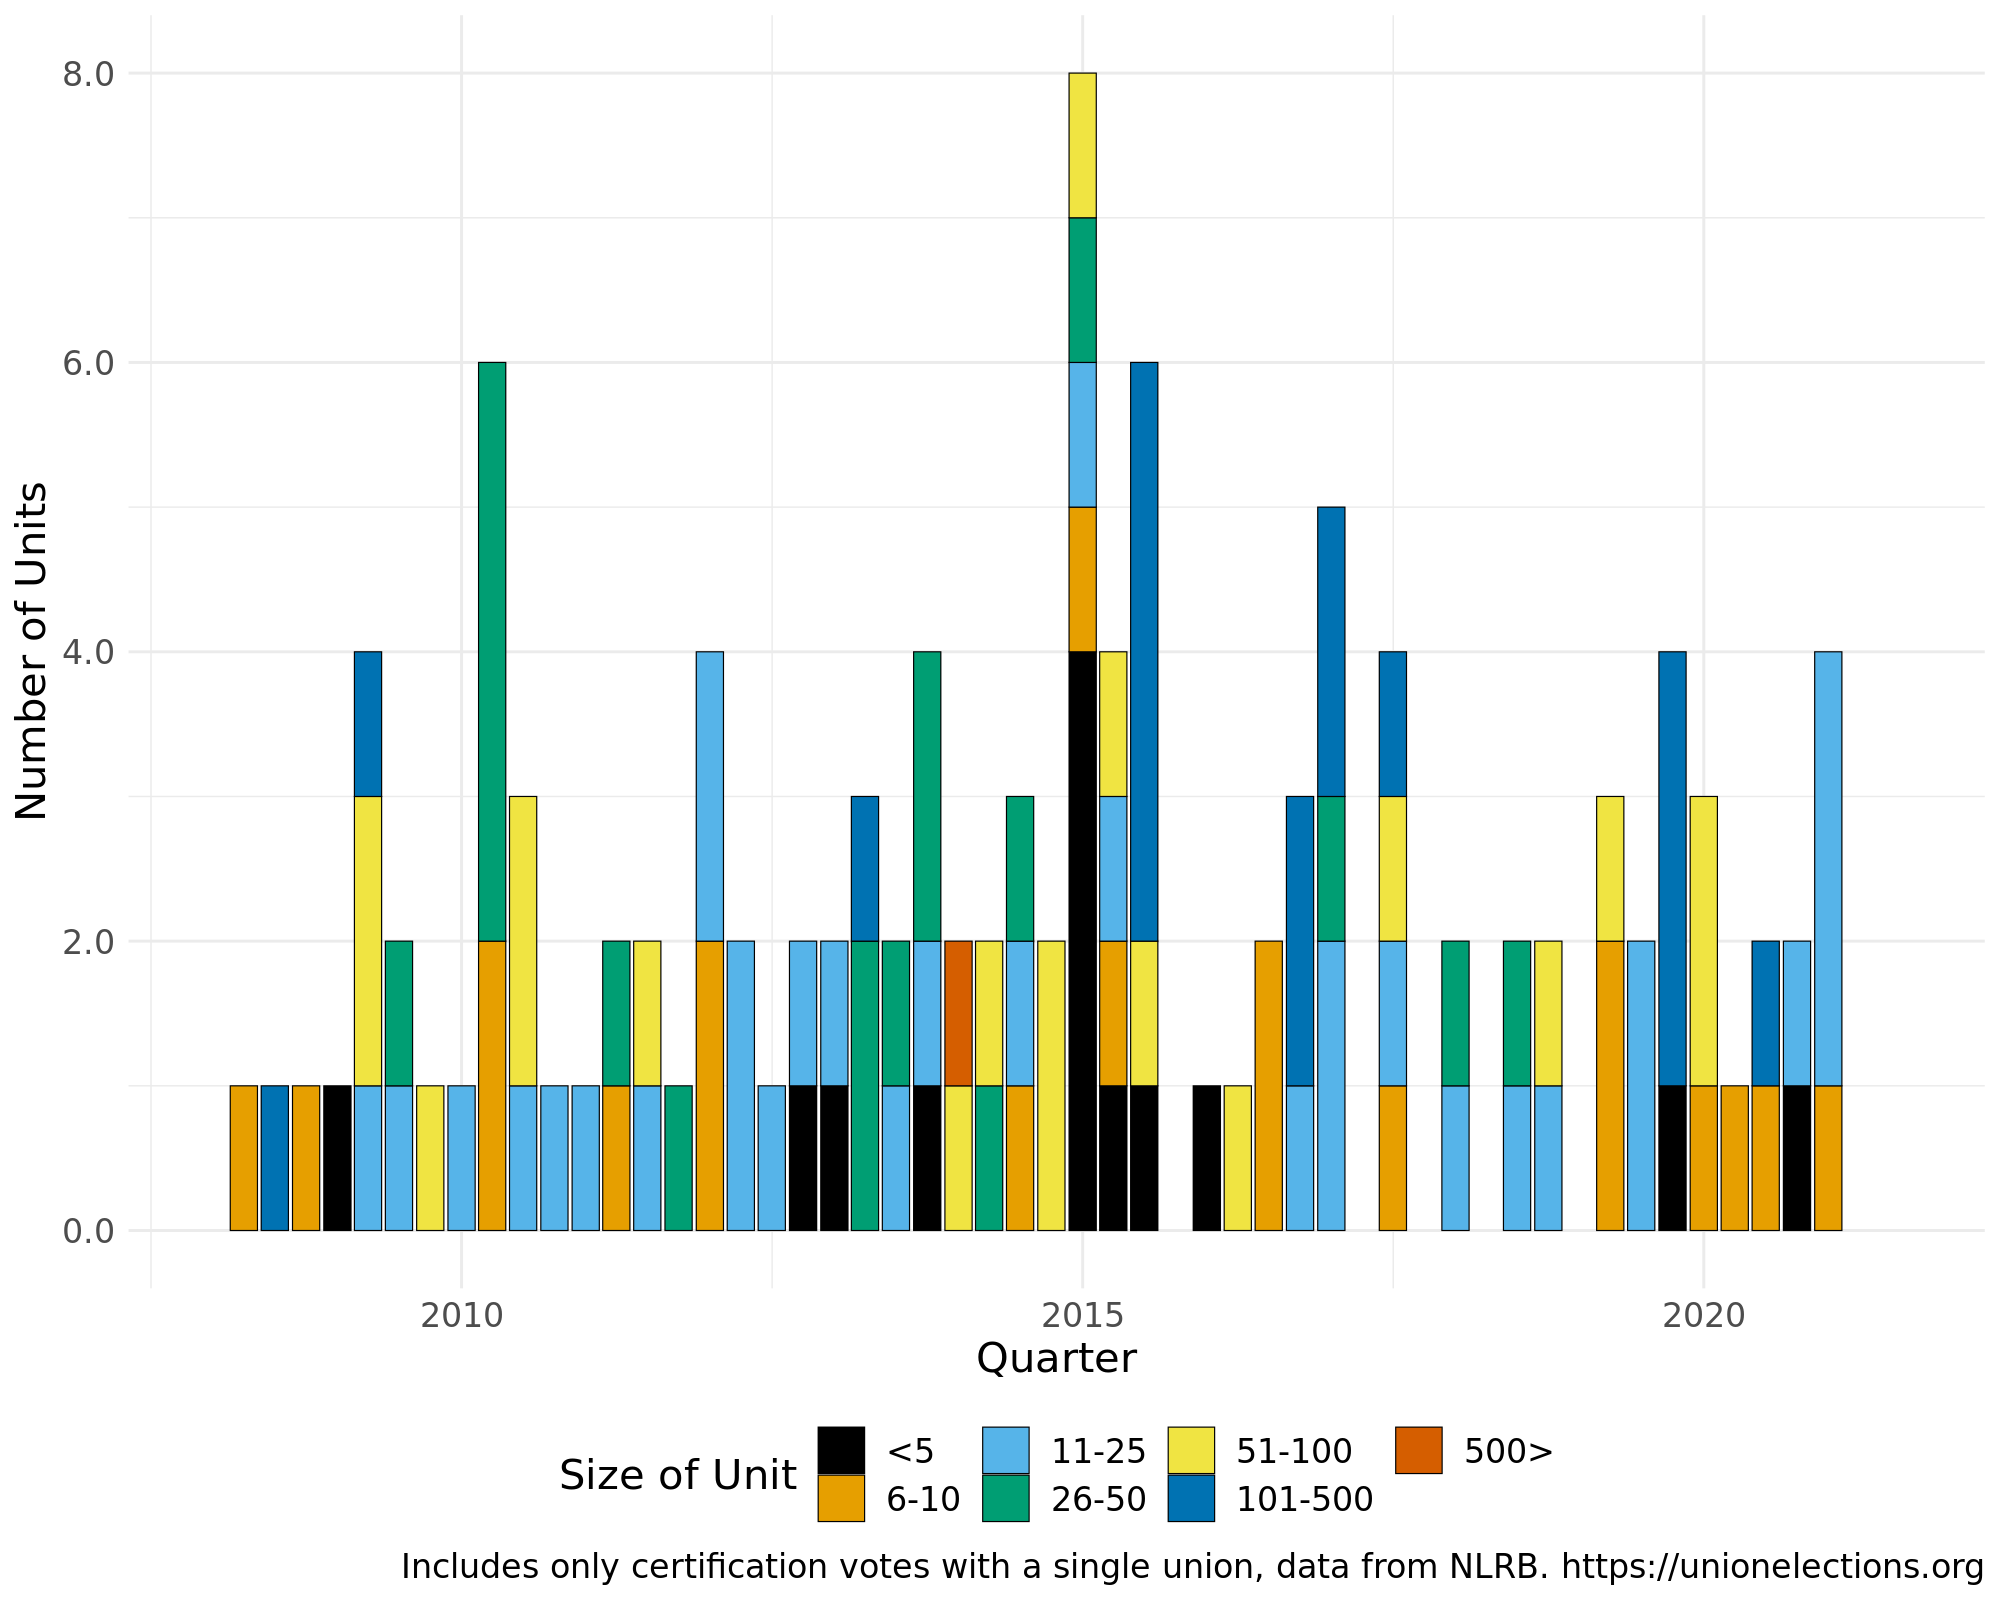 8.0
6.0
4.0
2.0
0.0
Number of Units
2010 2015 2020
Quarter
Size of Unit
<5 11-25 51-100 500>
6-10 26-50 101-500
Includes only certification votes with a single union, data from NLRB. https://unionelections.org